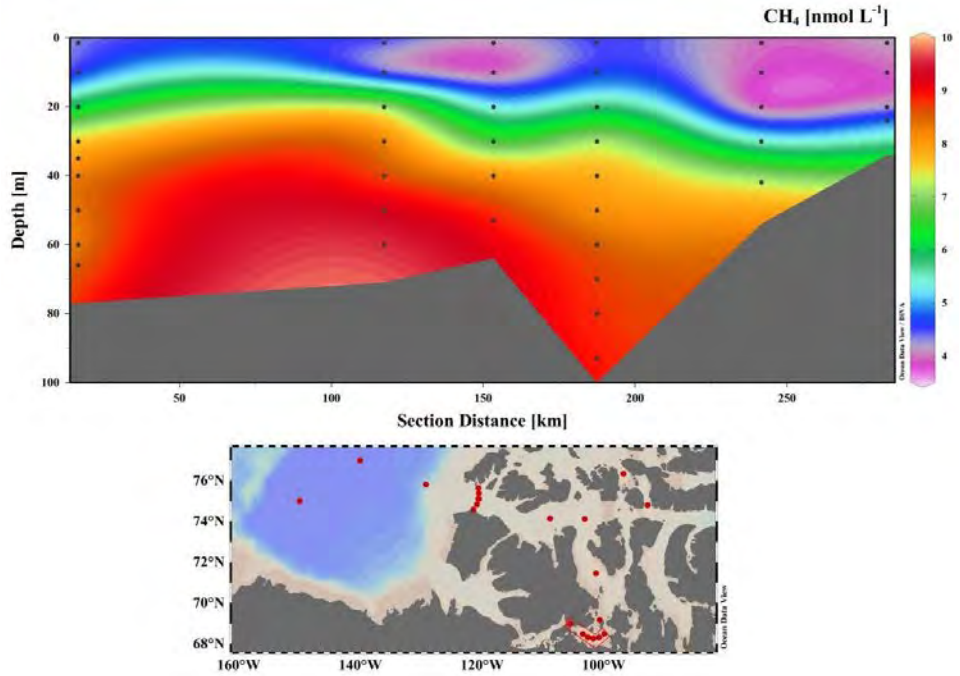 CH₄ [nmol L⁻¹]
0
20
40
60
80
100
Depth [m]
50
100
150
200
250
Section Distance [km]
10
9
8
7
6
5
4
Ocean Data View / DIVA
76°N
74°N
72°N
70°N
68°N
160°W
140°W
120°W
100°W
Ocean Data View